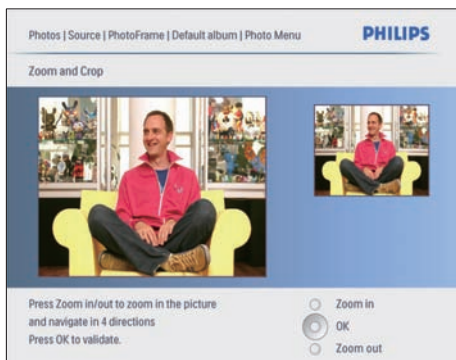 Photos | Source | PhotoFrame | Default album | Photo Menu
PHILIPS
Zoom and Crop
Press Zoom in/out to zoom in the picture
and navigate in 4 directions
Press OK to validate.
Zoom in
OK
Zoom out